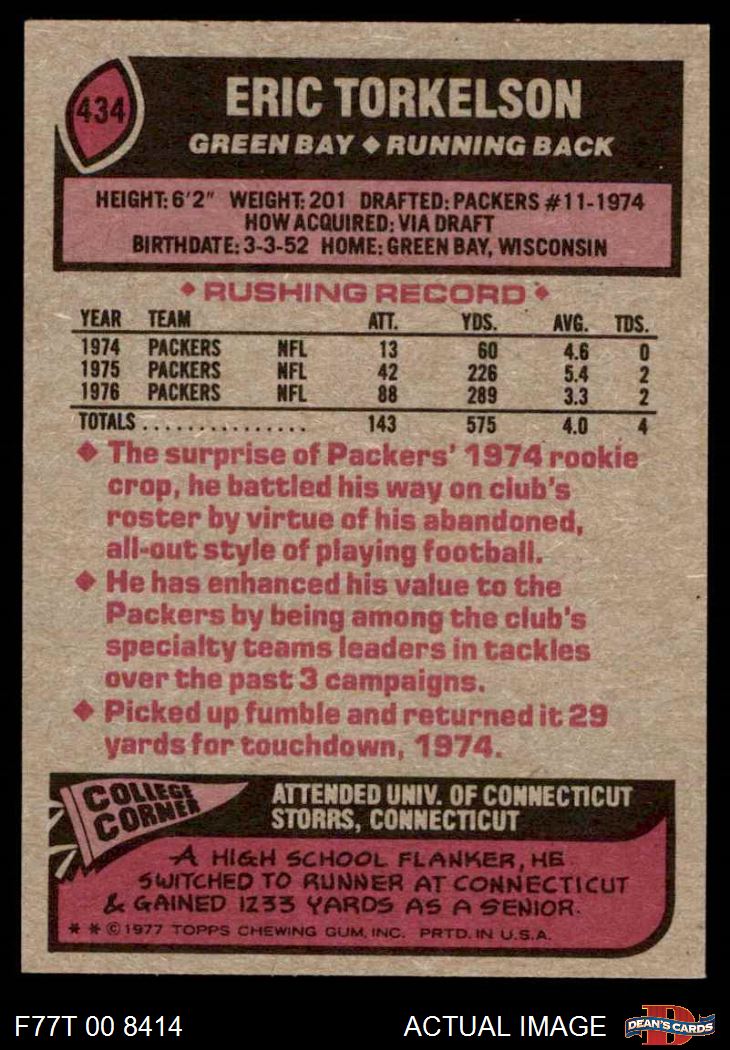 434
ERIC TORKELSON
GREEN BAY ◆ RUNNING BACK
HEIGHT: 6'2" WEIGHT: 201 DRAFTED: PACKERS #11-1974
HOW ACQUIRED: VIA DRAFT
BIRTHDATE: 3-3-52 HOME: GREEN BAY, WISCONSIN
◆ RUSHING RECORD ◆
YEAR TEAM ATT. YDS. AVG. TDS.
1974 PACKERS NFL 13 60 4.6 0
1975 PACKERS NFL 42 226 5.4 2
1976 PACKERS NFL 88 289 3.3 2
TOTALS............... 143 575 4.0 4
◆ The surprise of Packers' 1974 rookie
crop, he battled his way on club's
roster by virtue of his abandoned,
all-out style of playing football.
◆ He has enhanced his value to the
Packers by being among the club's
specialty teams leaders in tackles
over the past 3 campaigns.
◆ Picked up fumble and returned it 29
yards for touchdown, 1974.
COLLEGE
CORNER
ATTENDED UNIV. OF CONNECTICUT
STORRS, CONNECTICUT
A HIGH SCHOOL FLANKER, HE
SWITCHED TO RUNNER AT CONNECTICUT
& GAINED 1233 YARDS AS A SENIOR.
* * © 1977 TOPPS CHEWING GUM, INC. PRTD. IN U.S.A.
F77T 00 8414
ACTUAL IMAGE
D
DEAN'S CARDS